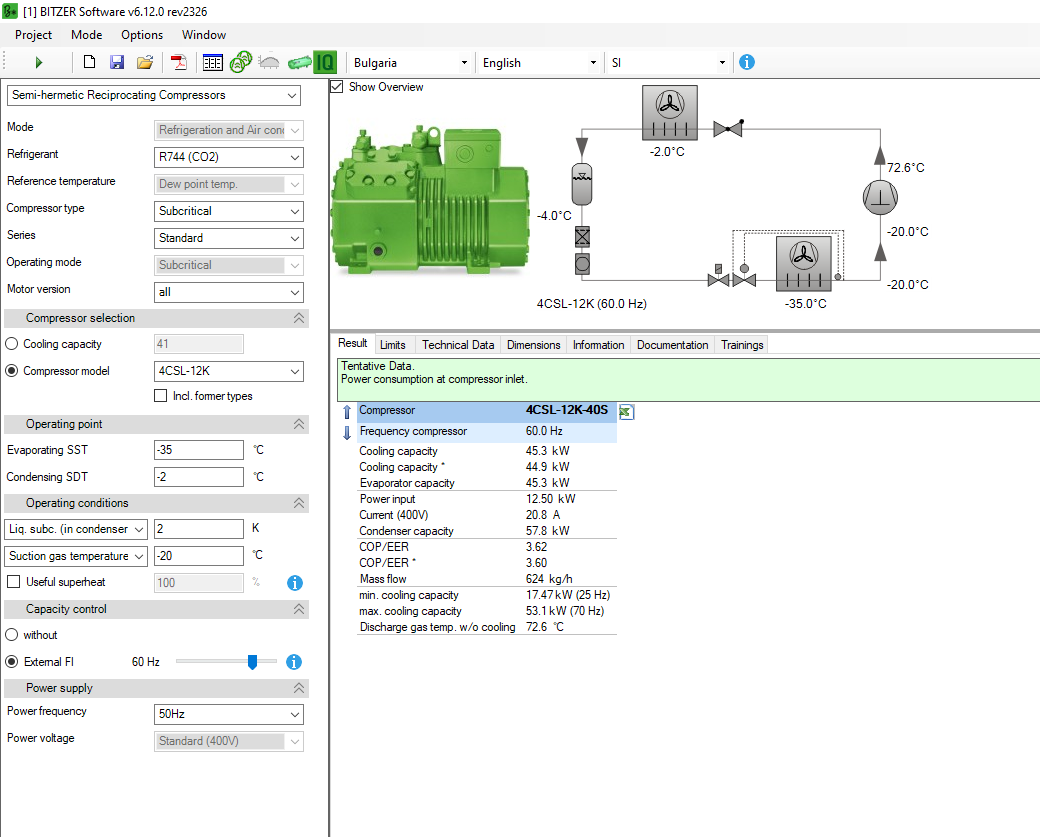 [1] BITZER Software v6.12.0 rev2326
Project Mode Options Window
IQ Bulgaria English SI i
Semi-hermetic Reciprocating Compressors
Mode Refrigeration and Air con
Refrigerant R744 (CO2)
Reference temperature Dew point temp.
Compressor type Subcritical
Series Standard
Operating mode Subcritical
Motor version all
Compressor selection
Cooling capacity 41
Compressor model 4CSL-12K
Incl. former types
Operating point
Evaporating SST -35 °C
Condensing SDT -2 °C
Operating conditions
Liq. subc. (in condenser 2 K
Suction gas temperature -20 °C
Useful superheat 100 % i
Capacity control
without
External FI 60 Hz i
Power supply
Power frequency 50Hz
Power voltage Standard (400V)
Show Overview
-2.0°C
72.6°C
-4.0°C
-20.0°C
-20.0°C
4CSL-12K (60.0 Hz)
-35.0°C
Result Limits Technical Data Dimensions Information Documentation Trainings
Tentative Data.
Power consumption at compressor inlet.
Compressor 4CSL-12K-40S
Frequency compressor 60.0 Hz
Cooling capacity 45.3 kW
Cooling capacity * 44.9 kW
Evaporator capacity 45.3 kW
Power input 12.50 kW
Current (400V) 20.8 A
Condenser capacity 57.8 kW
COP/EER 3.62
COP/EER * 3.60
Mass flow 624 kg/h
min. cooling capacity 17.47 kW (25 Hz)
max. cooling capacity 53.1 kW (70 Hz)
Discharge gas temp. w/o cooling 72.6 °C